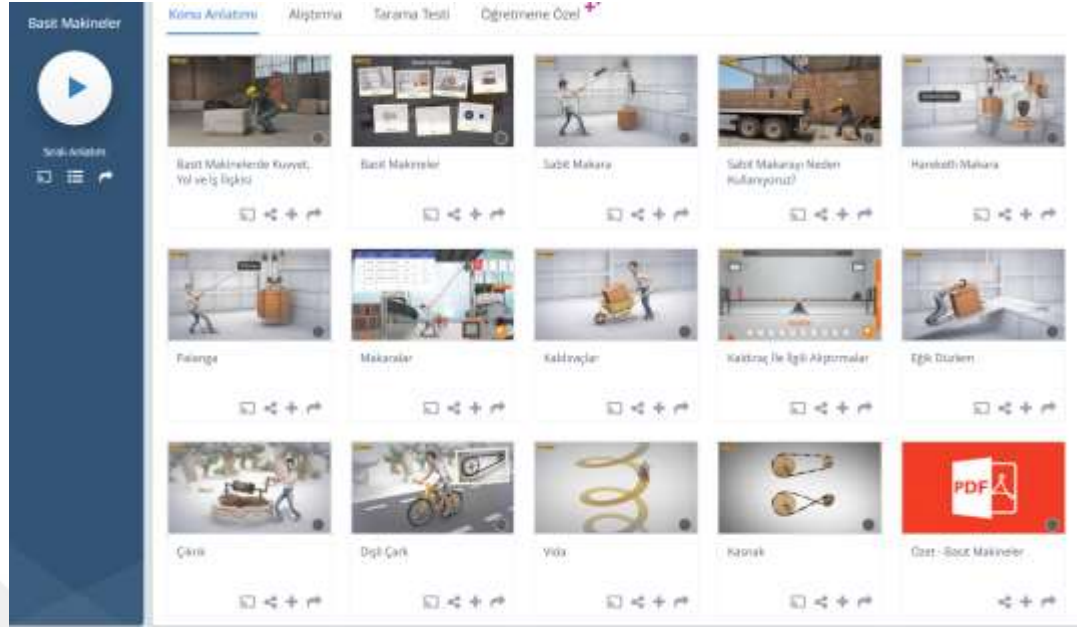 Basit Makineler
Konu Anlatımı
Alıştırma
Tarama Testi
Öğretmene Özel
Sıralı Anlatım
Basit Makinelerde Kuvvet,
Yol ve İş İlişkisi
Basit Makineler
Sabit Makara
Sabit Makarayı Neden
Kullanıyoruz?
Hareketli Makara
Palanga
Makaralar
Kaldıraçlar
Kaldıraç İle İlgili Alıştırmalar
Eğik Düzlem
Çıkrık
Dişli Çark
Vida
Kasnak
PDF
Özet - Basit Makineler